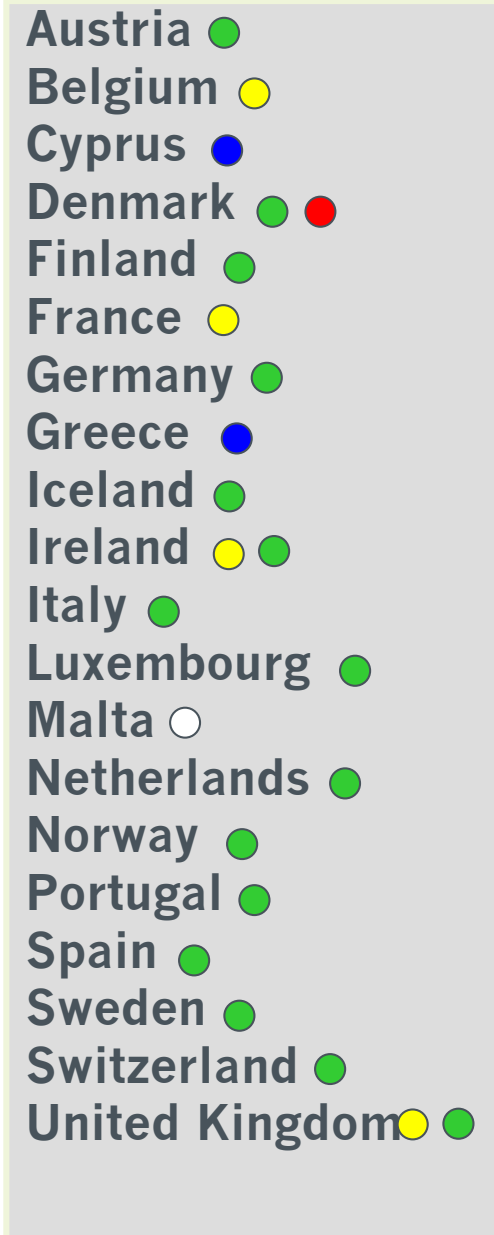 Austria
Belgium
Cyprus
Denmark
Finland
France
Germany
Greece
Iceland
Ireland
Italy
Luxembourg
Malta
Netherlands
Norway
Portugal
Spain
Sweden
Switzerland
United Kingdom